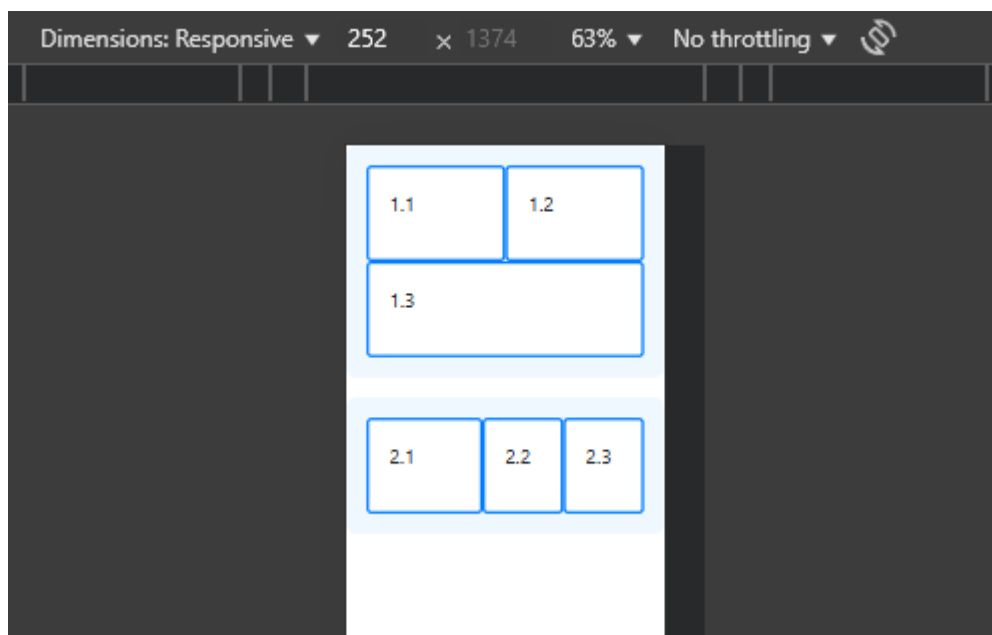 Dimensions: Responsive ▼ 252 × 1374 63% ▼ No throttling ▼
1.1 1.2
1.3
2.1 2.2 2.3